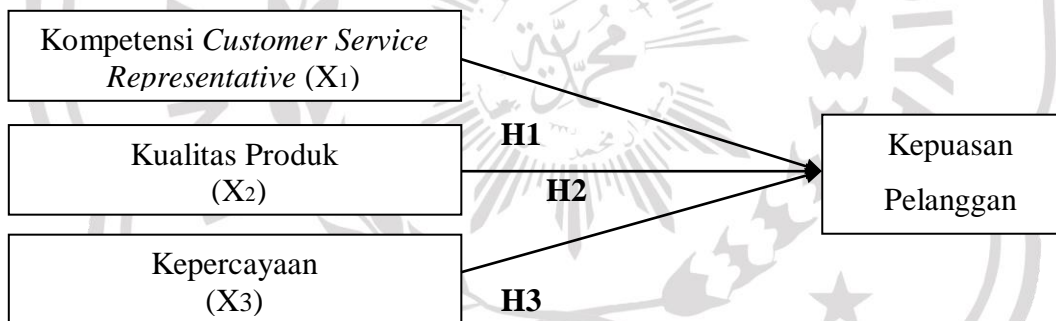 Kompetensi Customer Service
Representative (X1)
H1
Kualitas Produk
(X2)
H2
Kepuasan
Pelanggan
Kepercayaan
(X3)
H3